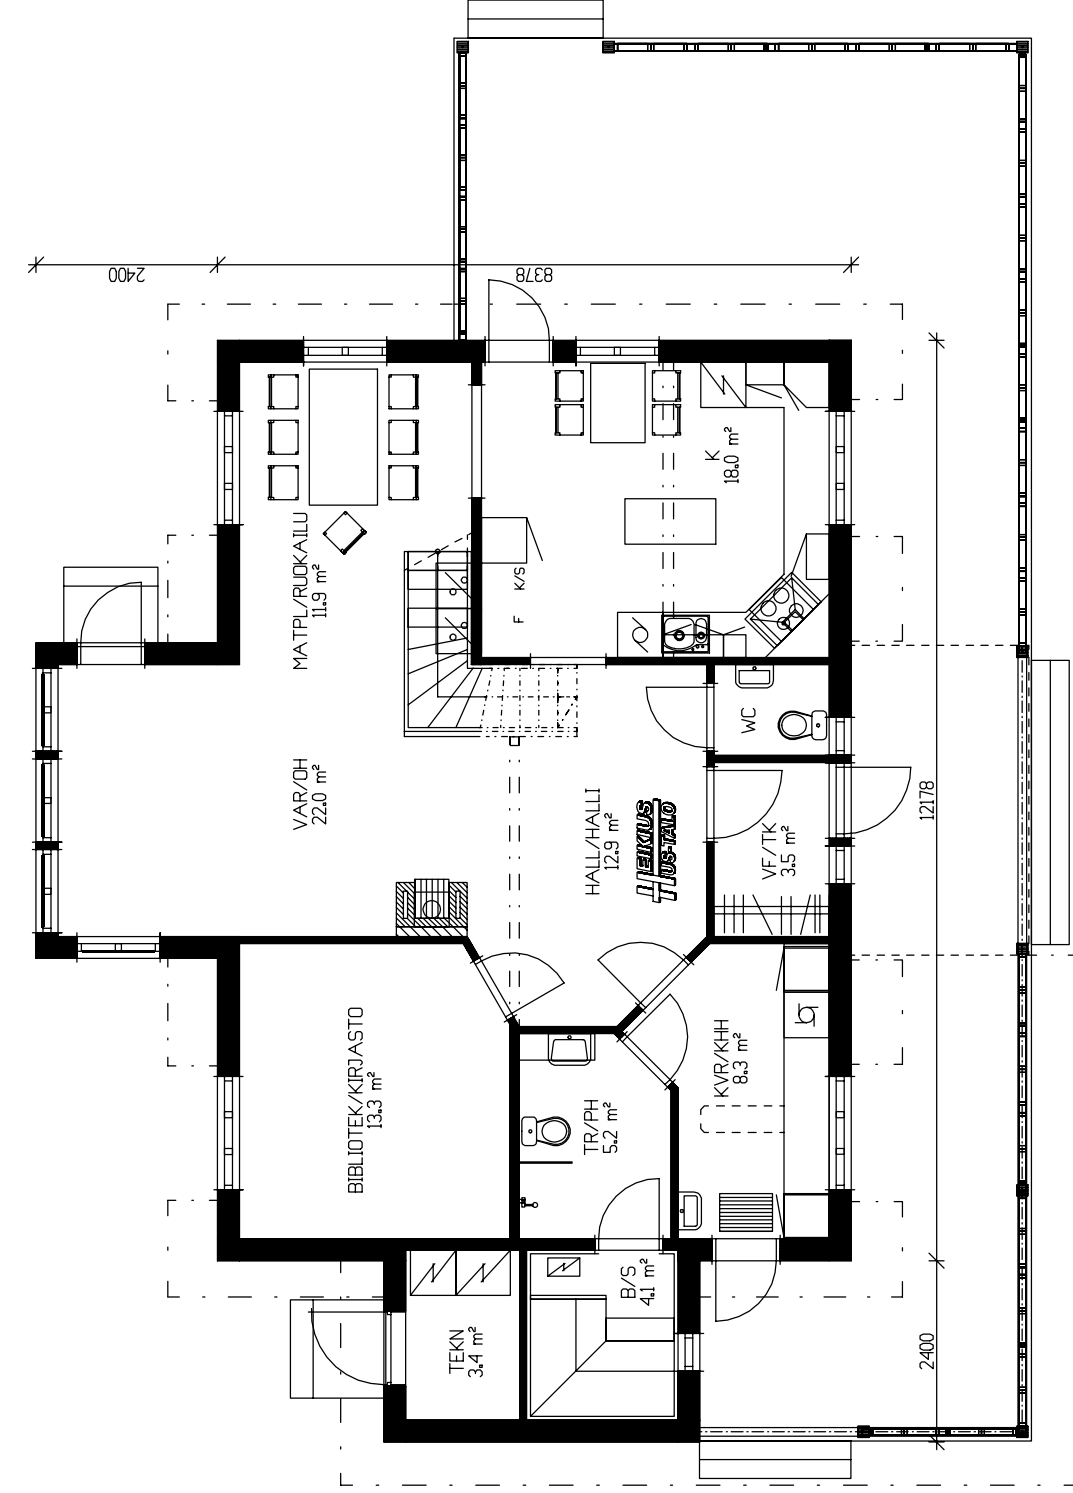 2400
8378
K
18.0 m²
MATPL/RUOKAILU
11.9 m²
K/S
F
WC
VAR/OH
22.0 m²
HALL/HALLI
12.9 m²
HEIKIUS
HUS-TALO
VF/TK
3.5 m²
12178
BIBLIOTEK/KIRJASTO
13.3 m²
TR/PH
5.2 m²
KVR/KHH
8.3 m²
B/S
4.1 m²
TEKN
3.4 m²
2400